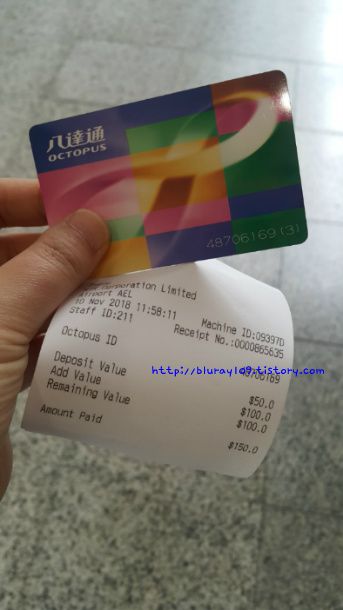 八達通
OCTOPUS
48706169 (3)
Corporation Limited
Airport AEL
10 Nov 2018 11:58:11
Machine ID:09397D
Staff ID:211
Receipt No.:0000865635
Octopus ID
48706169
http://bluray109.tistory.com
Deposit Value $50.0
Add Value $100.0
Remaining Value $100.0
Amount Paid $150.0